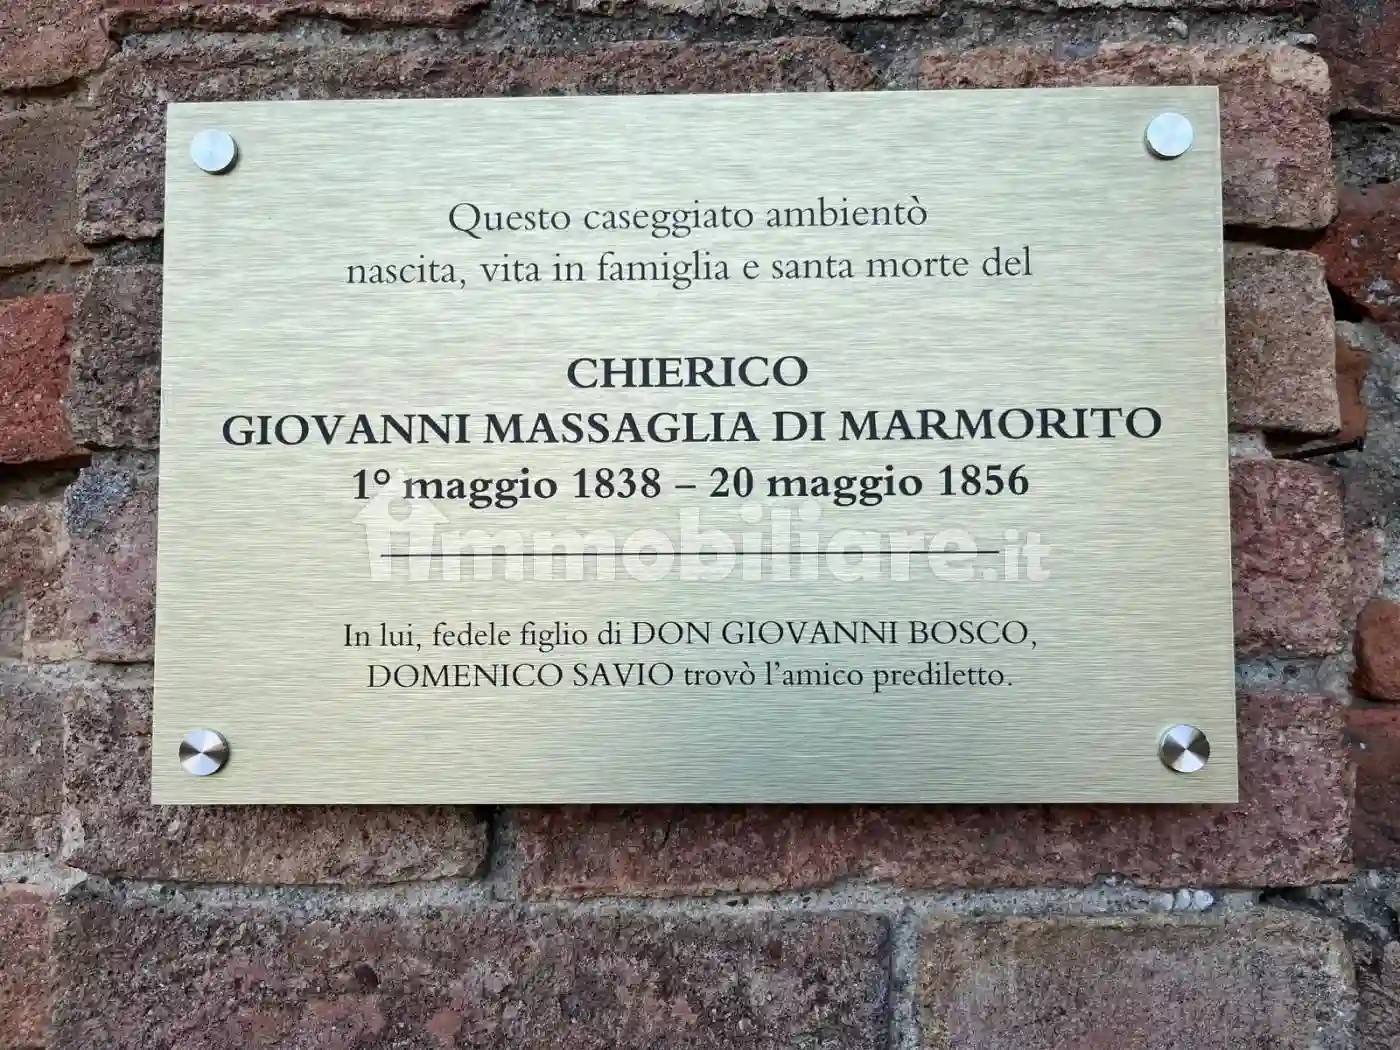 Questo caseggiato ambientò
nascita, vita in famiglia e santa morte del
CHIERICO
GIOVANNI MASSAGLIA DI MARMORITO
1° maggio 1838 – 20 maggio 1856
immobiliare.it
In lui, fedele figlio di DON GIOVANNI BOSCO,
DOMENICO SAVIO trovò l'amico prediletto.